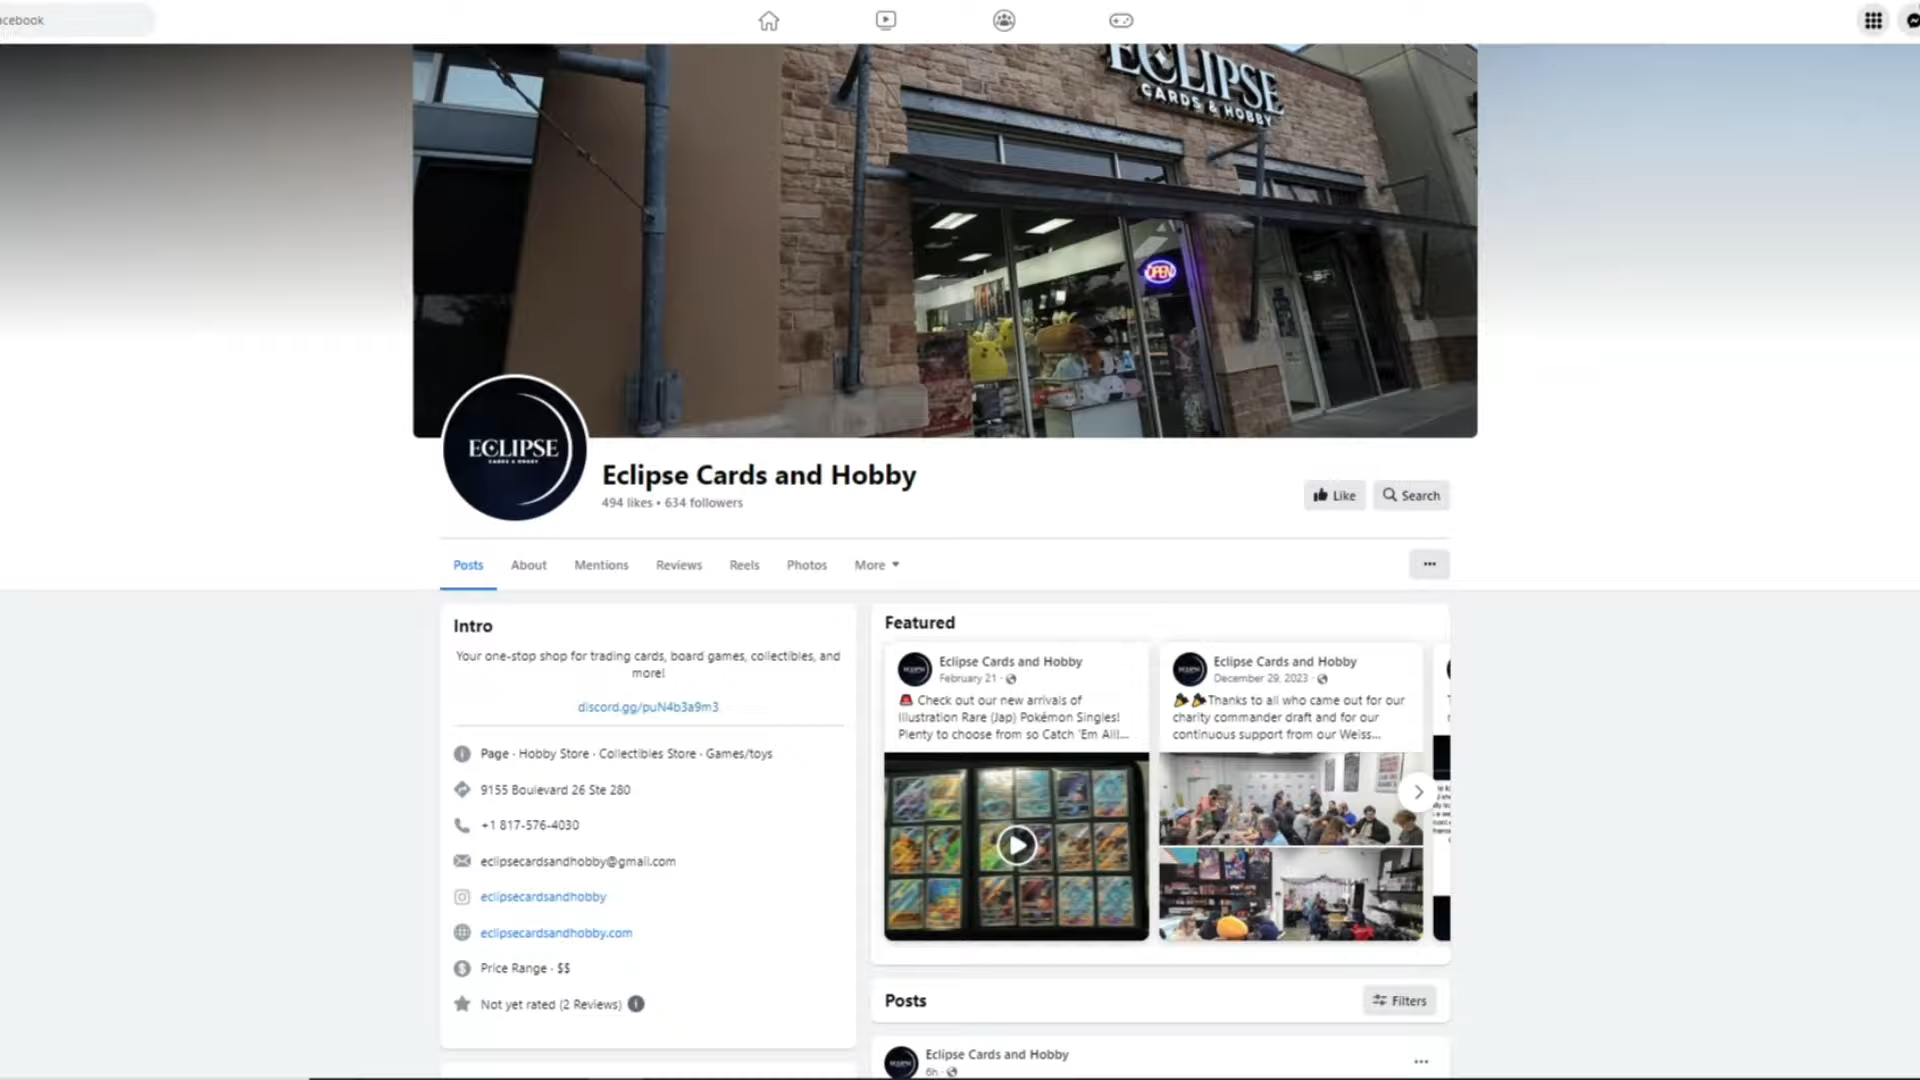 acebook
ECLIPSE
CARDS & HOBBY
OPEN
ECLIPSE
CARDS & HOBBY
Eclipse Cards and Hobby
494 likes • 634 followers
Like
Search
Posts
About
Mentions
Reviews
Reels
Photos
More
Intro
Your one-stop shop for trading cards, board games, collectibles, and
more!
discord.gg/puN4b3a9m3
Page · Hobby Store · Collectibles Store · Games/toys
9155 Boulevard 26 Ste 280
+1 817-576-4030
eclipsecardsandhobby@gmail.com
eclipsecardsandhobby
eclipsecardsandhobby.com
Price Range · $$
Not yet rated (2 Reviews)
Featured
Eclipse Cards and Hobby
February 21 ·
🚨 Check out our new arrivals of
Illustration Rare (Jap) Pokémon Singles!
Plenty to choose from so Catch 'Em All!...
Eclipse Cards and Hobby
December 29, 2023 ·
🎉🎉Thanks to all who came out for our
charity commander draft and for our
continuous support from our Weiss...
Posts
Filters
Eclipse Cards and Hobby
6h ·